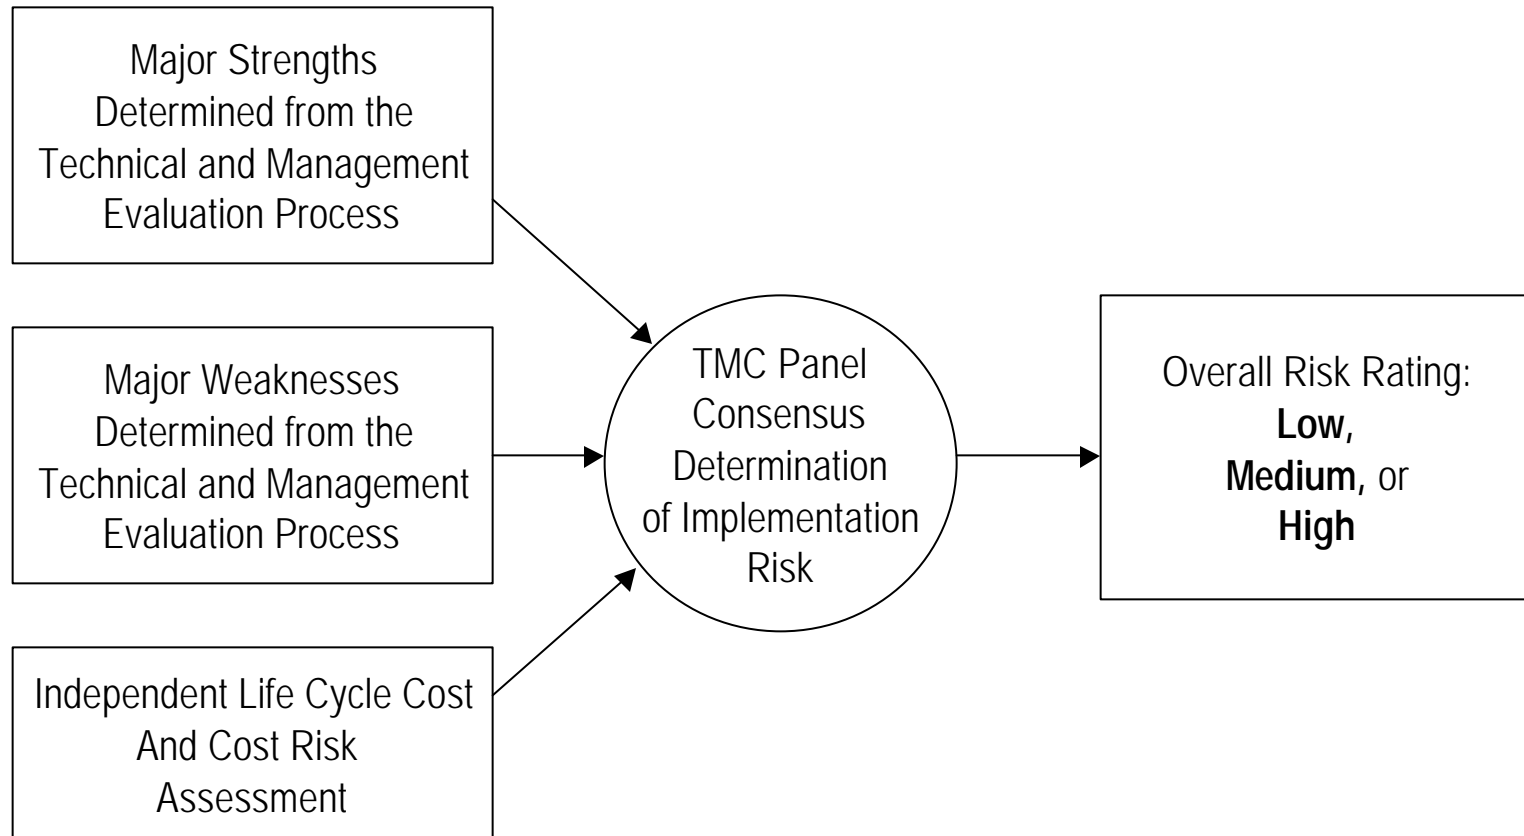 Major Strengths
Determined from the
Technical and Management
Evaluation Process
Major Weaknesses
Determined from the
Technical and Management
Evaluation Process
Independent Life Cycle Cost
And Cost Risk
Assessment
TMC Panel
Consensus
Determination
of Implementation
Risk
Overall Risk Rating:
Low,
Medium, or
High